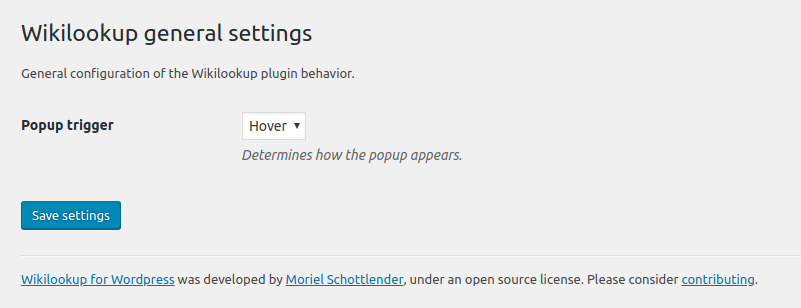 Wikilookup general settings
General configuration of the Wikilookup plugin behavior.
Popup trigger
Hover
Determines how the popup appears.
Save settings
Wikilookup for Wordpress was developed by Moriel Schottlender, under an open source license. Please consider contributing.